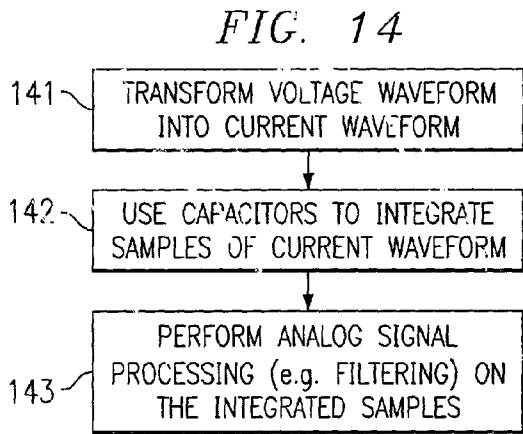 FIG. 14
141
TRANSFORM VOLTAGE WAVEFORM
INTO CURRENT WAVEFORM
142
USE CAPACITORS TO INTEGRATE
SAMPLES OF CURRENT WAVEFORM
143
PERFORM ANALOG SIGNAL
PROCESSING (e.g. FILTERING) ON
THE INTEGRATED SAMPLES